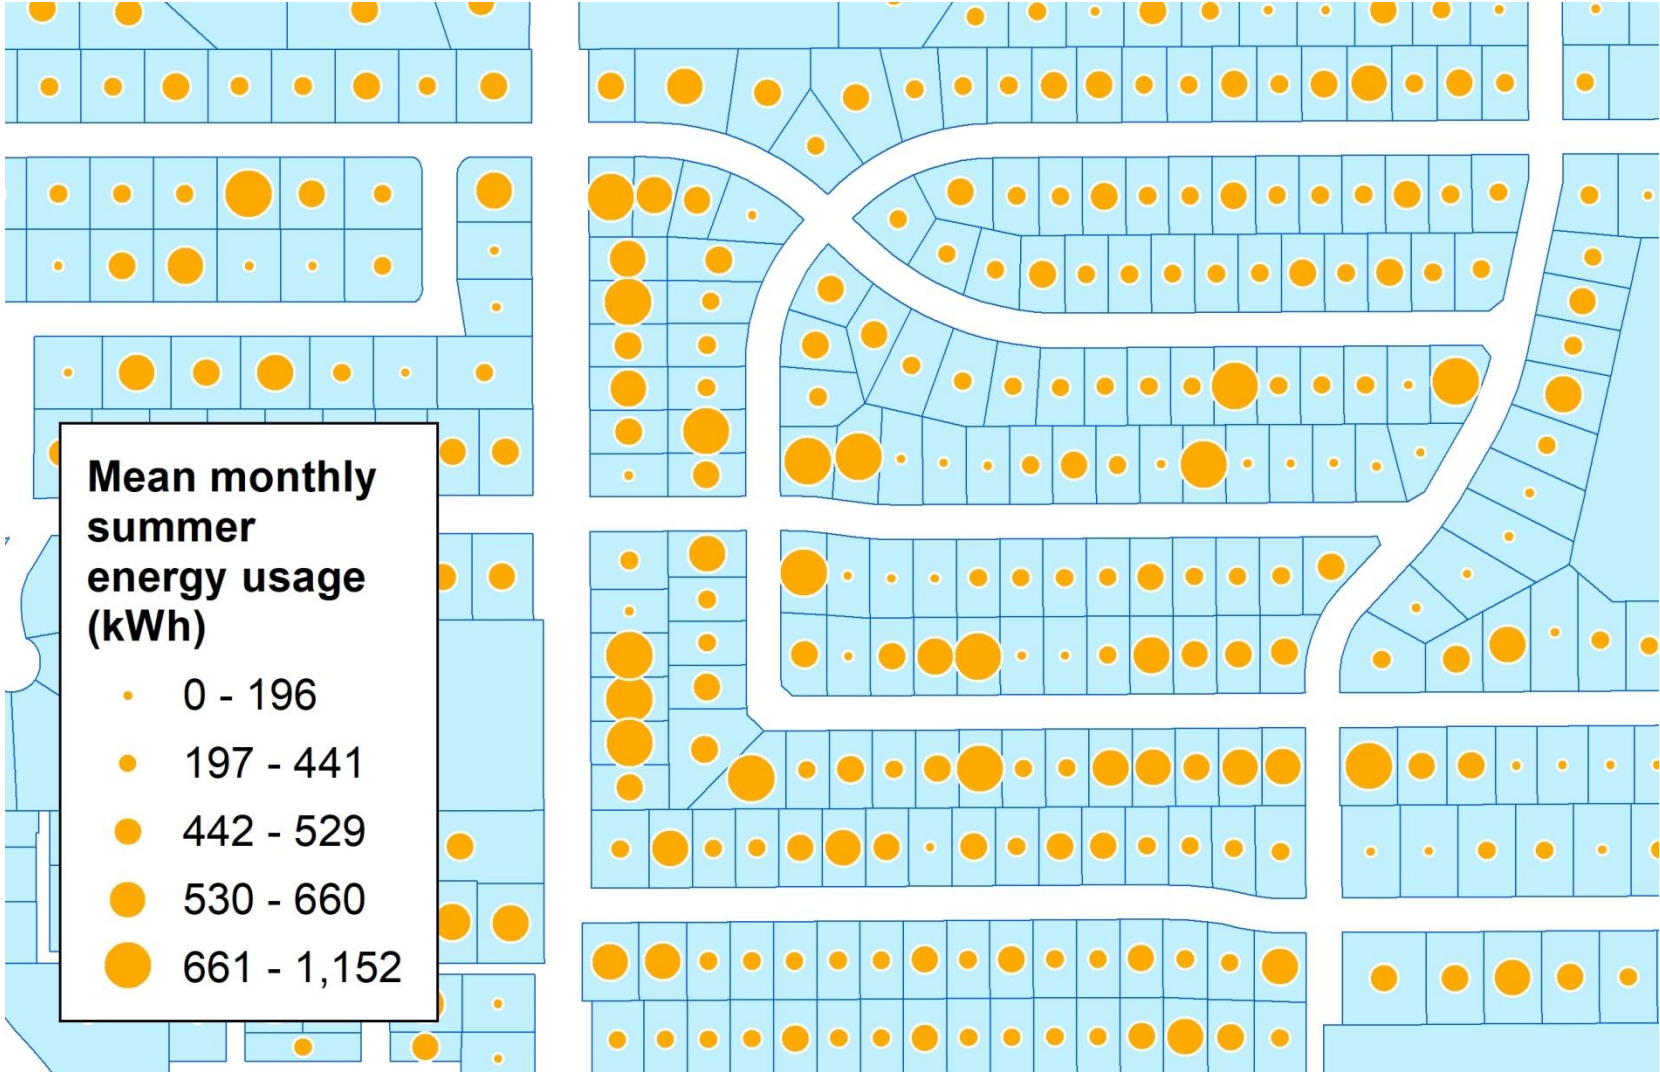 Mean monthly
summer
energy usage
(kWh)
0 - 196
197 - 441
442 - 529
530 - 660
661 - 1,152